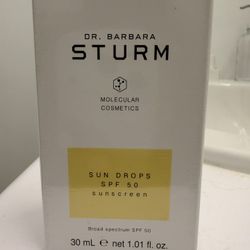 DR. BARBARA
STURM
MOLECULAR
COSMETICS
SUN DROPS
SPF 50
sunscreen
Broad spectrum SPF 50
30 mL e net 1.01 fl. oz.